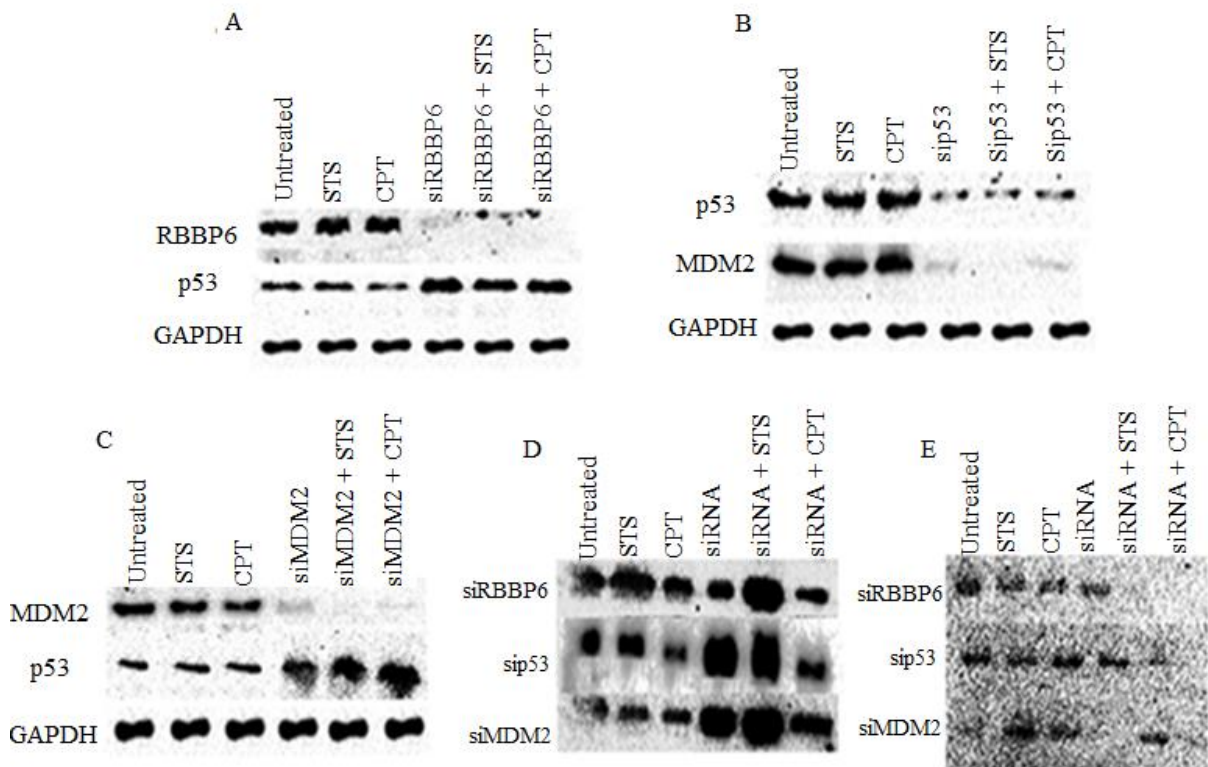 A
Untreated
STS
CPT
siRBBP6
siRBBP6 + STS
siRBBP6 + CPT
RBBP6
p53
GAPDH
B
Untreated
STS
CPT
sip53
Sip53 + STS
Sip53 + CPT
p53
MDM2
GAPDH
C
Untreated
STS
CPT
siMDM2
siMDM2 + STS
siMDM2 + CPT
MDM2
p53
GAPDH
D
Untreated
STS
CPT
siRNA
siRNA + STS
siRNA + CPT
siRBBP6
sip53
siMDM2
E
Untreated
STS
CPT
siRNA
siRNA + STS
siRNA + CPT
siRBBP6
sip53
siMDM2